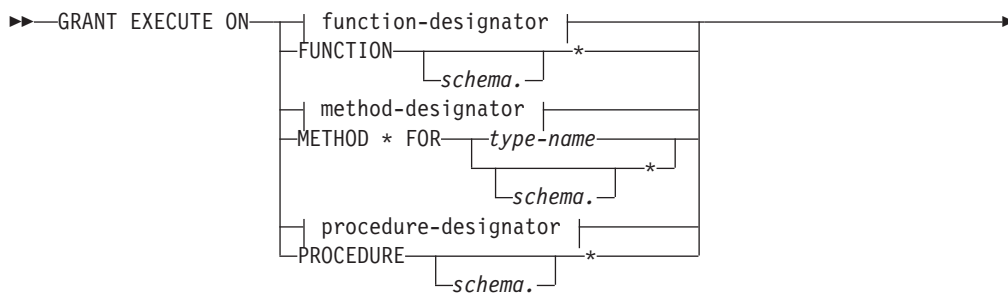 GRANT EXECUTE ON function-designator
FUNCTION *
schema.
method-designator
METHOD * FOR type-name
*
schema.
procedure-designator
PROCEDURE *
schema.